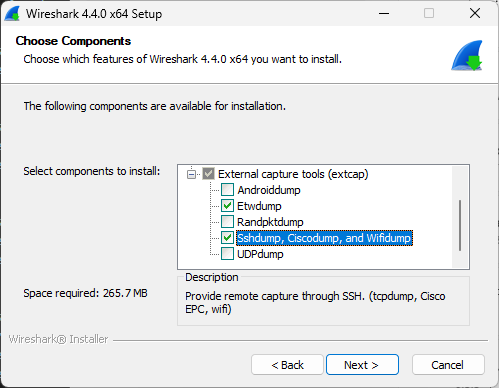 Wireshark 4.4.0 x64 Setup
Choose Components
Choose which features of Wireshark 4.4.0 x64 you want to install.
The following components are available for installation.
Select components to install:
External capture tools (extcap)
Androiddump
Etwdump
Randpktdump
Sshdump, Ciscodump, and Wifidump
UDPdump
Space required: 265.7 MB
Description
Provide remote capture through SSH. (tcpdump, Cisco
EPC, wifi)
Wireshark® Installer
< Back
Next >
Cancel